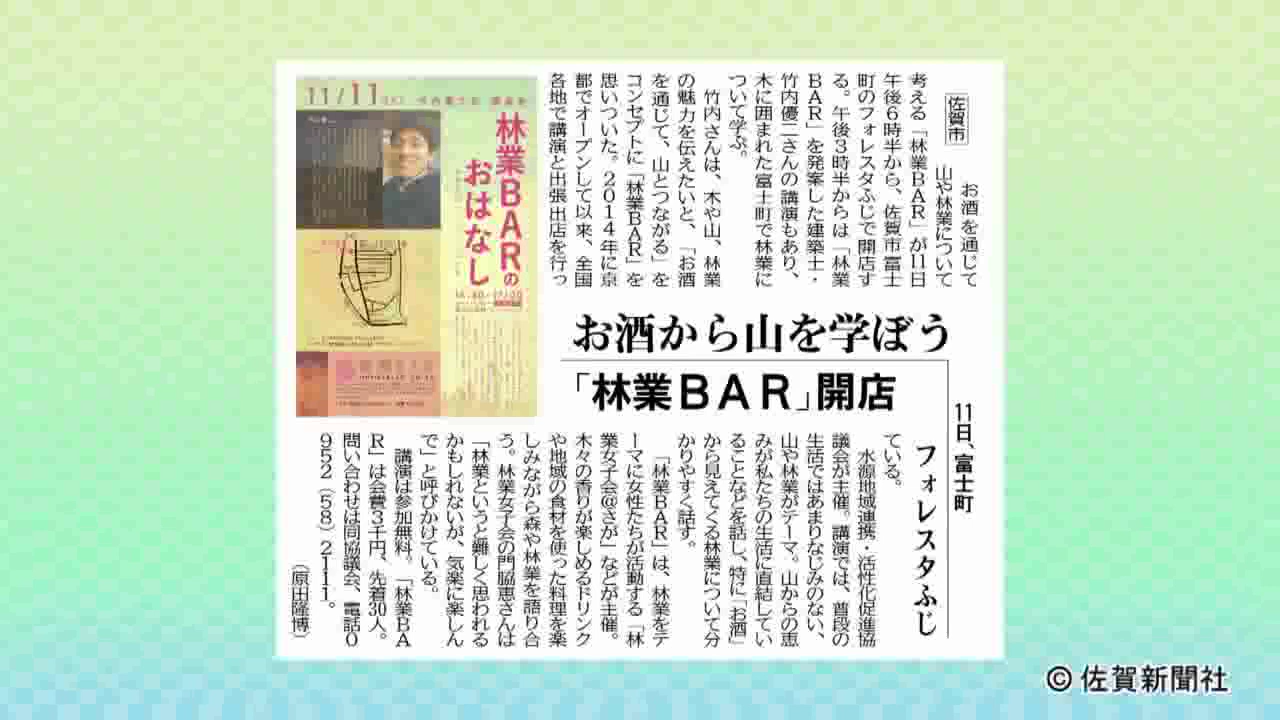 お酒から山を学ぼう
「林業BAR」開店
11日、富士町
フォレスタふじ
佐賀市
お酒を通じて
山や林業について
考える「林業BAR」が11日
午後6時半から、佐賀市富士
町のフォレスタふじで開店す
る。午後3時半からは「林業
BAR」を発案した建築士・
竹内優二さんの講演もあり、
木に囲まれた富士町で林業に
ついて学ぶ。
竹内さんは、木や山、林業
の魅力を伝えたいと、「お酒
を通じて、山とつながる」を
コンセプトに「林業BAR」を
思いついた。2014年に京
都でオープンして以来、全国
各地で講演と出張出店を行っ
ている。
水源地域連携・活性化促進協
議会が主催。講演では、普段の
生活ではあまりなじみのない、
山や林業がテーマ。山からの恵
みが私たちの生活に直結してい
ることなどを話し、特に「お酒」
から見えてくる林業について分
かりやすく話す。
「林業BAR」は、林業をテ
ーマに女性たちが活動する「林
業女子会@さが」などが主催。
木々の香りが楽しめるドリンク
や地域の食材を使った料理を楽
しみながら森や林業を語り合
う。林業女子会の門脇恵さんは
「林業というと難しく思われる
かもしれないが、気楽に楽しん
で」と呼びかけている。
講演は参加無料。「林業BA
R」は会費3千円、先着30人。
問い合わせは同協議会、電話0
952(58)2111。
(原田隆博)
11/11
林業BARの
おはなし
© 佐賀新聞社